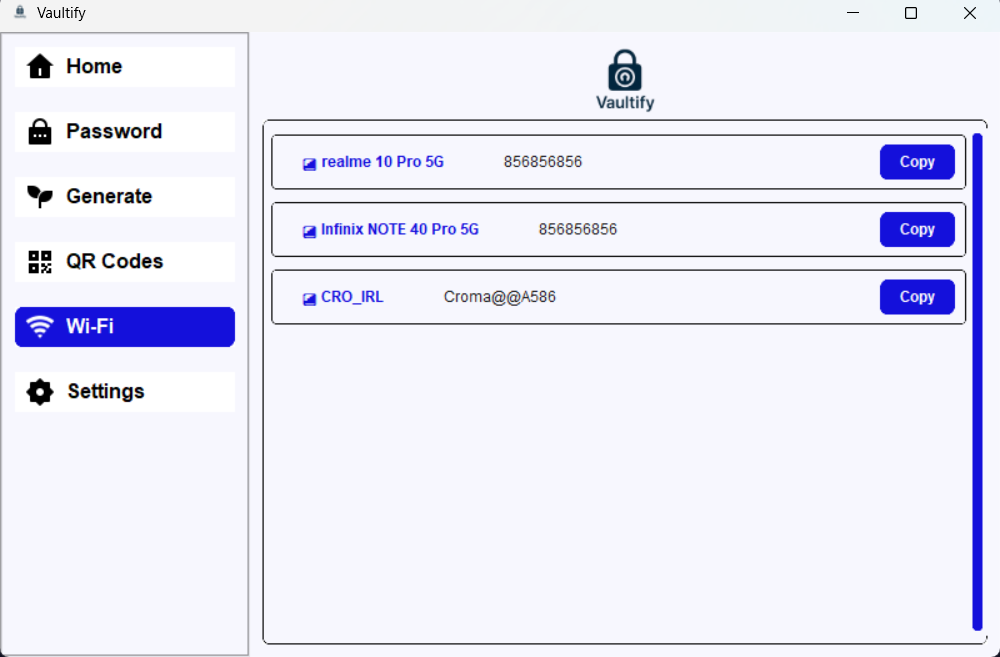 Vaultify
Home
Password
Generate
QR Codes
Wi-Fi
Settings
Vaultify
realme 10 Pro 5G 856856856 Copy
Infinix NOTE 40 Pro 5G 856856856 Copy
CRO_IRL Croma@@A586 Copy